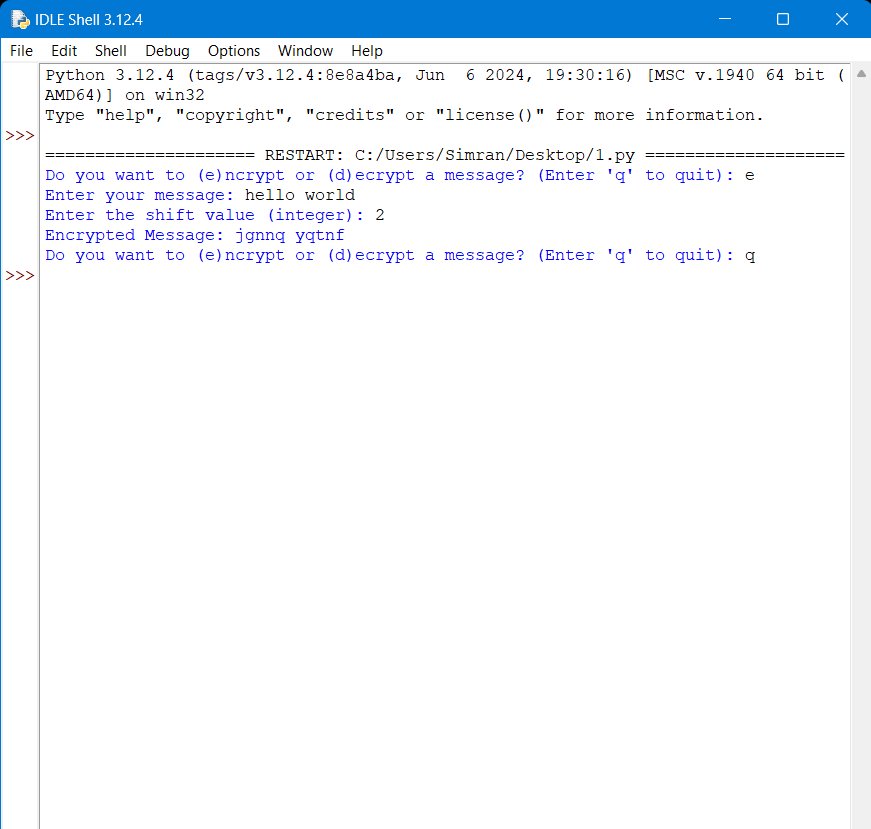 IDLE Shell 3.12.4
File Edit Shell Debug Options Window Help
Python 3.12.4 (tags/v3.12.4:8e8a4ba, Jun  6 2024, 19:30:16) [MSC v.1940 64 bit (
AMD64)] on win32
Type "help", "copyright", "credits" or "license()" for more information.
>>>
===================== RESTART: C:/Users/Simran/Desktop/1.py ====================
Do you want to (e)ncrypt or (d)ecrypt a message? (Enter 'q' to quit): e
Enter your message: hello world
Enter the shift value (integer): 2
Encrypted Message: jgnnq yqtnf
Do you want to (e)ncrypt or (d)ecrypt a message? (Enter 'q' to quit): q
>>>